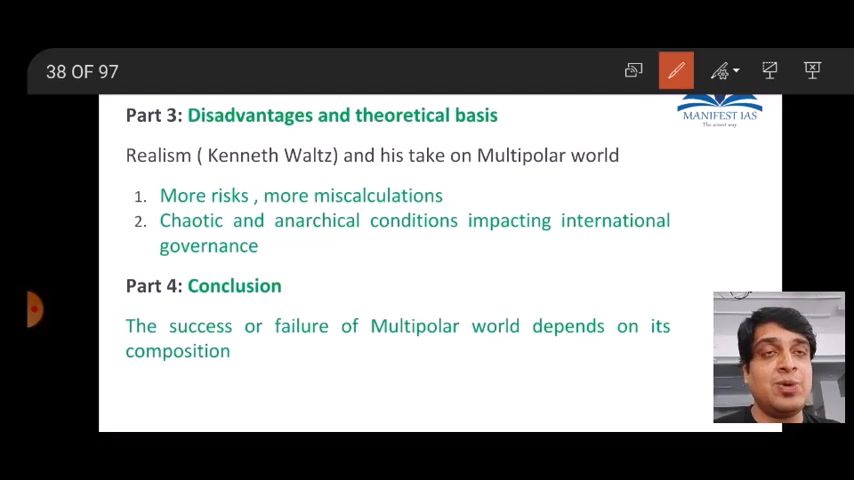 38 OF 97
MANIFEST IAS
Part 3: Disadvantages and theoretical basis
Realism ( Kenneth Waltz) and his take on Multipolar world
1. More risks , more miscalculations
2. Chaotic and anarchical conditions impacting international
governance
Part 4: Conclusion
The success or failure of Multipolar world depends on its
composition